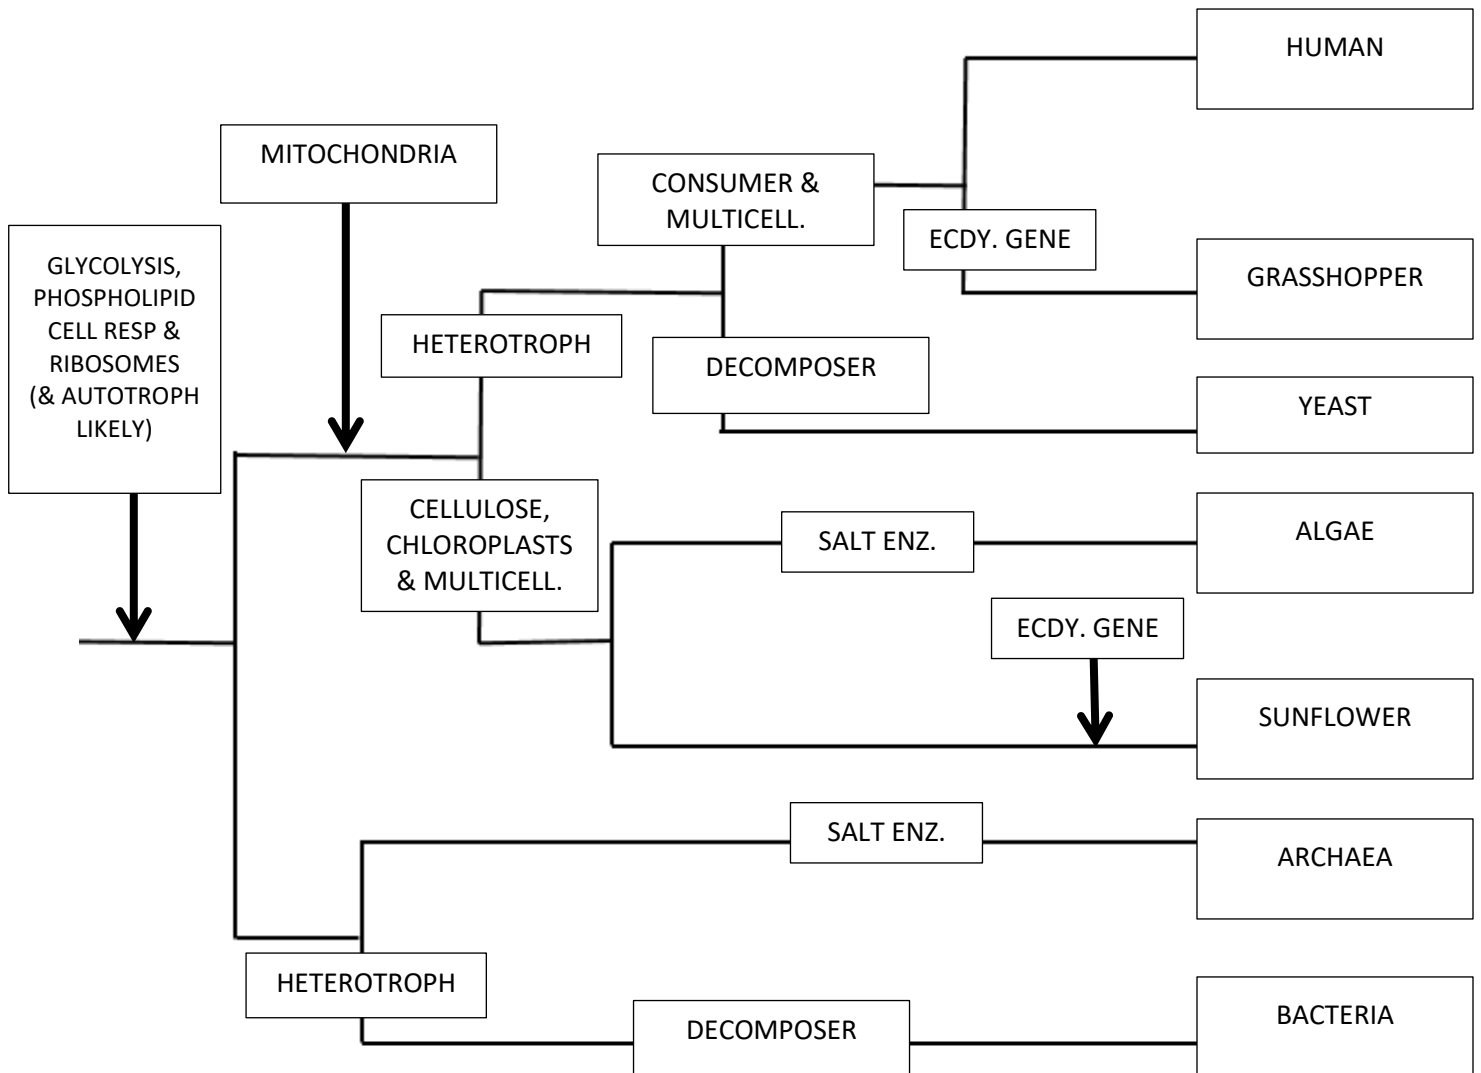 HUMAN
MITOCHONDRIA
CONSUMER &
MULTICELL.
ECDY. GENE
GLYCOLYSIS,
PHOSPHOLIPID
CELL RESP &
RIBOSOMES
(& AUTOTROPH
LIKELY)
GRASSHOPPER
HETEROTROPH
DECOMPOSER
YEAST
CELLULOSE,
CHLOROPLASTS
& MULTICELL.
SALT ENZ.
ALGAE
ECDY. GENE
SUNFLOWER
SALT ENZ.
ARCHAEA
HETEROTROPH
DECOMPOSER
BACTERIA